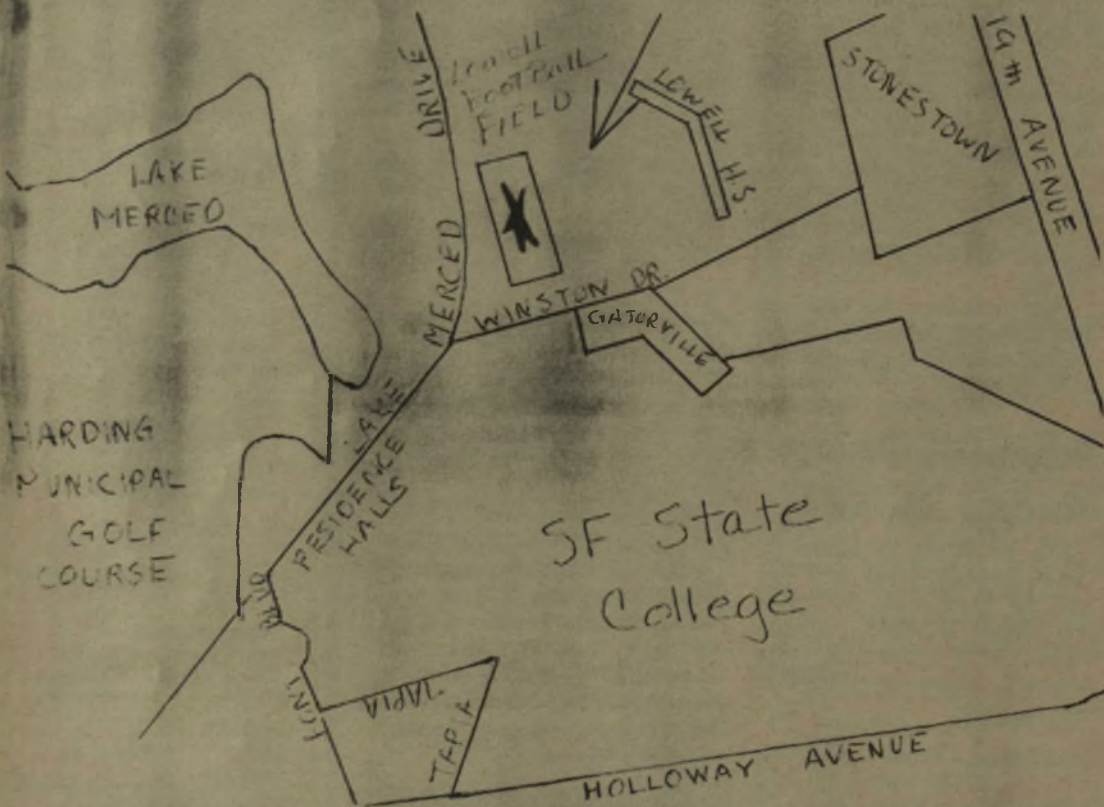 DRIVE
Lowell
FOOTBALL
FIELD
LOWELL H.S.
STONESTOWN
19th AVENUE
LAKE
MERCED
MERCED
WINSTON DR.
GATORVILLE
LAKE
HARDING
MUNICIPAL
GOLF
COURSE
RESIDENCE
HALLS
BLVD
SF State
College
FONT
TAPIA
TAPIA
HOLLOWAY AVENUE